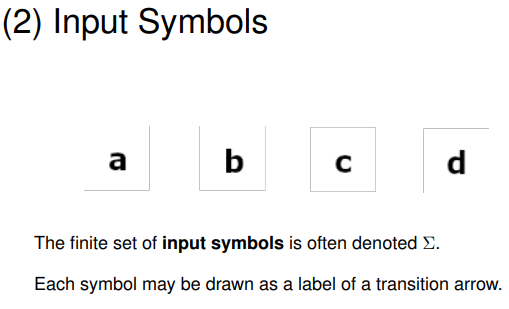 (2) Input Symbols
a b c d
The finite set of input symbols is often denoted Σ.
Each symbol may be drawn as a label of a transition arrow.